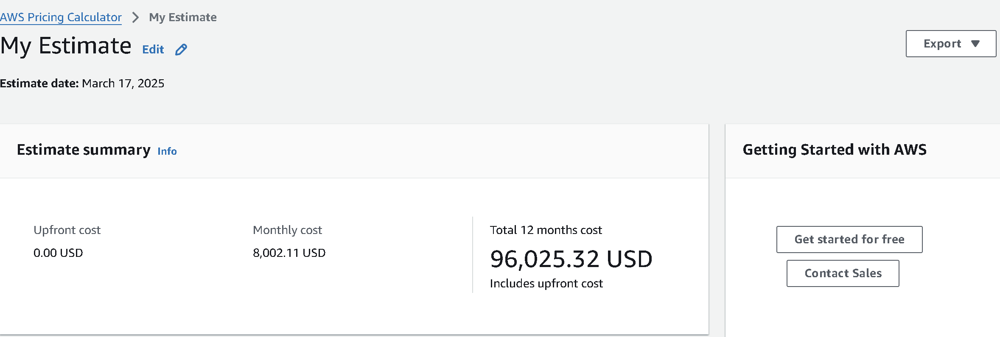 AWS Pricing Calculator > My Estimate
My Estimate Edit
Export ▼
Estimate date: March 17, 2025
Estimate summary Info
Upfront cost
0.00 USD
Monthly cost
8,002.11 USD
Total 12 months cost
96,025.32 USD
Includes upfront cost
Getting Started with AWS
Get started for free
Contact Sales